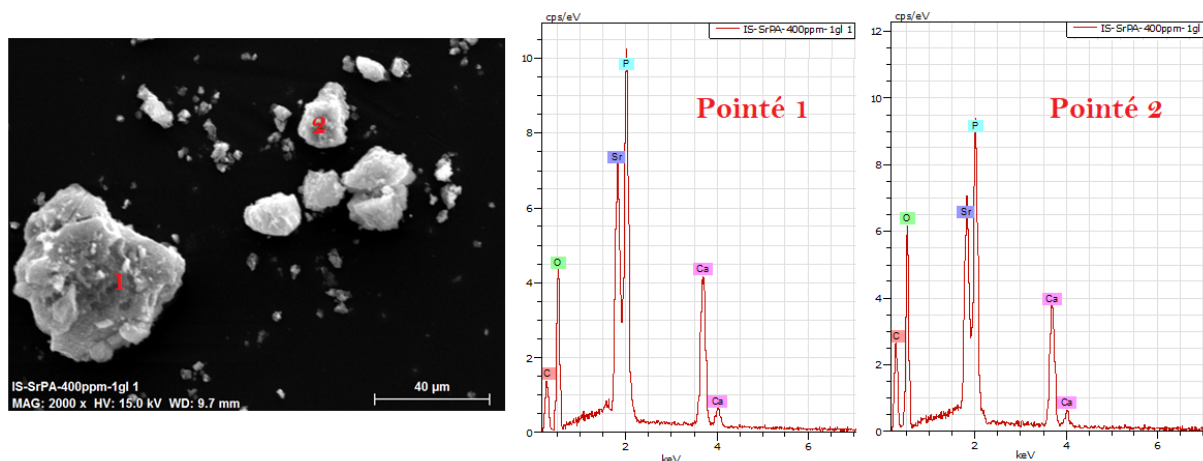 2
1
IS-SrPA-400ppm-1gl 1
MAG: 2000 x HV: 15.0 kV WD: 9.7 mm
40 µm
cps/eV
IS-SrPA-400ppm-1gl 1
Pointé 1
10
8
6
4
2
0
P
Sr
O
Ca
C
Ca
2
4
6
keV
cps/eV
IS-SrPA-400ppm-1gl
Pointé 2
12
10
8
6
4
2
0
P
O
Sr
Ca
C
Ca
2
4
6
keV